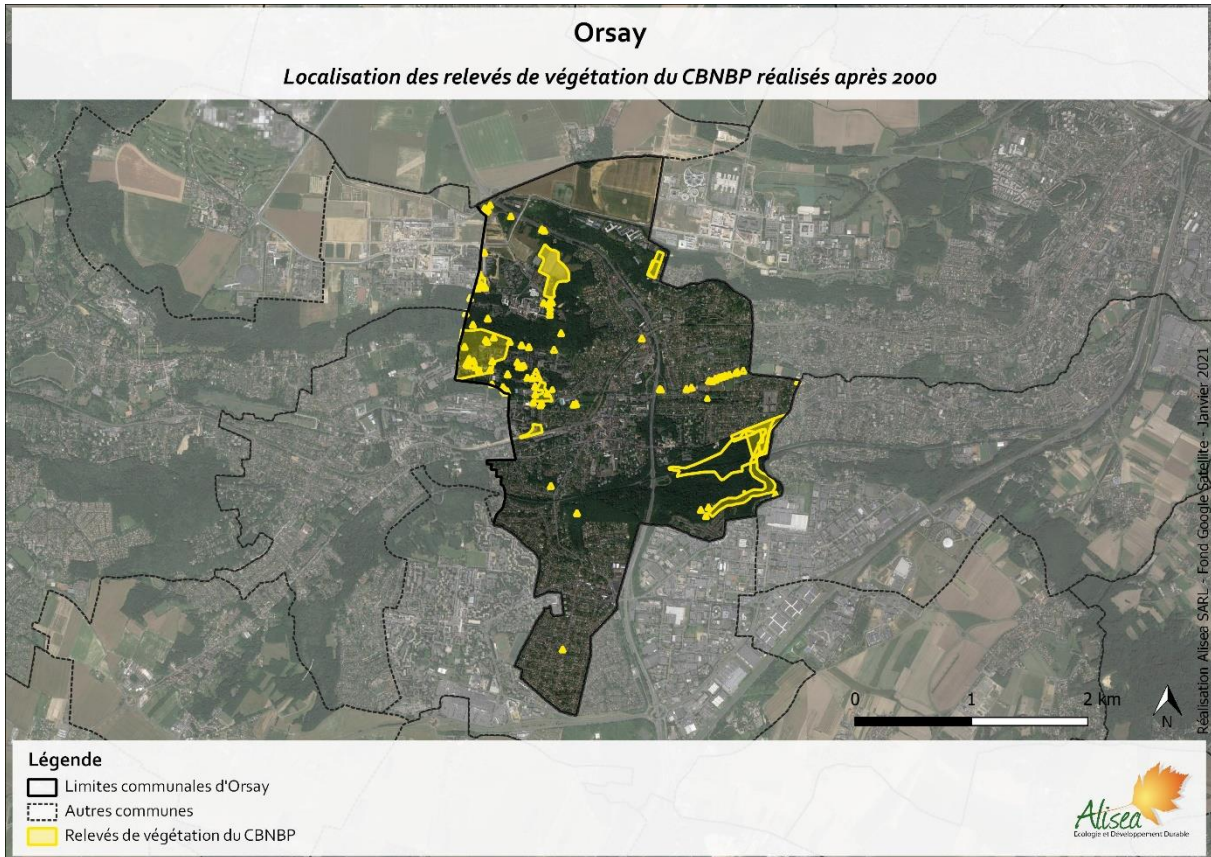 Orsay
Localisation des relevés de végétation du CBNBP réalisés après 2000
Réalisation Alisea SARL - Fond Google Satellite - Janvier 2021
0 1 2 km
N
Légende
Limites communales d'Orsay
Autres communes
Relevés de végétation du CBNBP
Alisea
Ecologie et Développement Durable